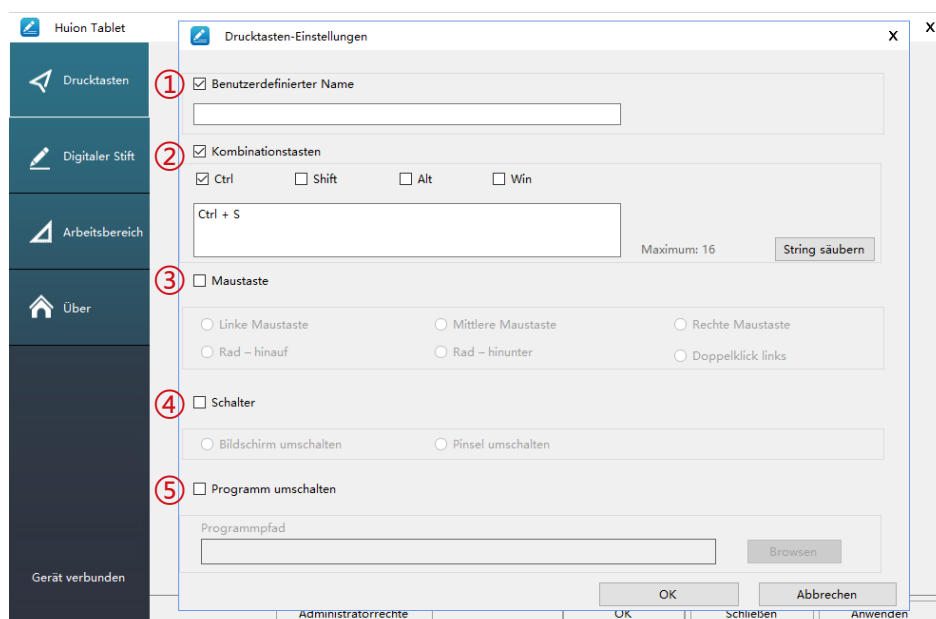 Huion Tablet
X
Drucktasten-Einstellungen
X
Drucktasten
Digitaler Stift
Arbeitsbereich
Über
Gerät verbunden
① Benutzerdefinierter Name
② Kombinationstasten
Ctrl Shift Alt Win
Ctrl + S
Maximum: 16 String säubern
③ Maustaste
Linke Maustaste Mittlere Maustaste Rechte Maustaste
Rad – hinauf Rad – hinunter Doppelklick links
④ Schalter
Bildschirm umschalten Pinsel umschalten
⑤ Programm umschalten
Programmpfad
Browsen
OK Abbrechen
Administratorrechte OK Schließen Anwenden